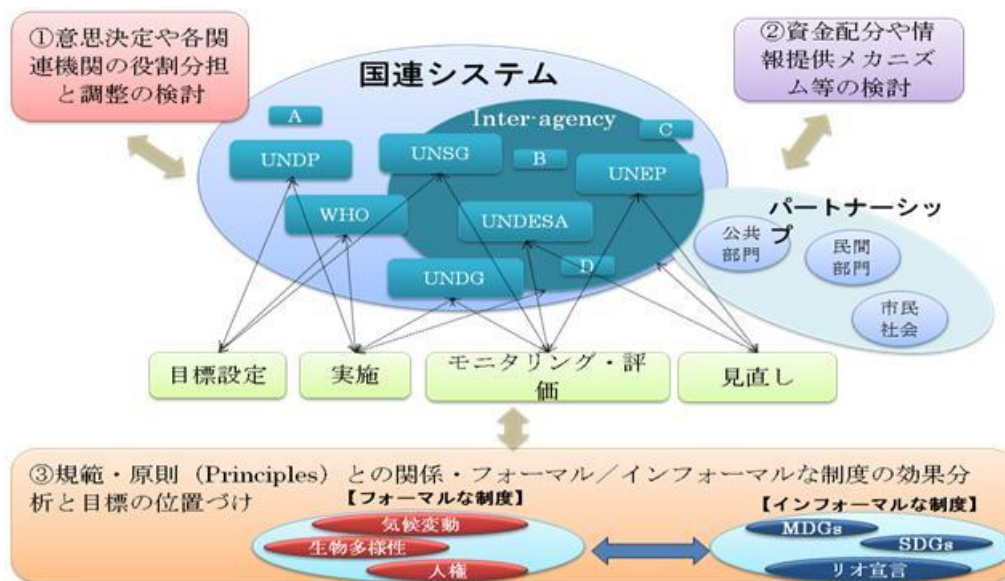 ①意思決定や各関
連機関の役割分担
と調整の検討
②資金配分や情
報提供メカニズ
ム等の検討
国連システム
Inter-agency
A
C
UNDP
UNSG
B
UNEP
WHO
UNDESA
UNDG
D
パートナーシッ
プ
公共
部門
民間
部門
市民
社会
目標設定
実施
モニタリング・評
価
見直し
③規範・原則（Principles）との関係・フォーマル／インフォーマルな制度の効果分
析と目標の位置づけ
【フォーマルな制度】
【インフォーマルな制度】
気候変動
生物多様性
人権
MDGs
SDGs
リオ宣言